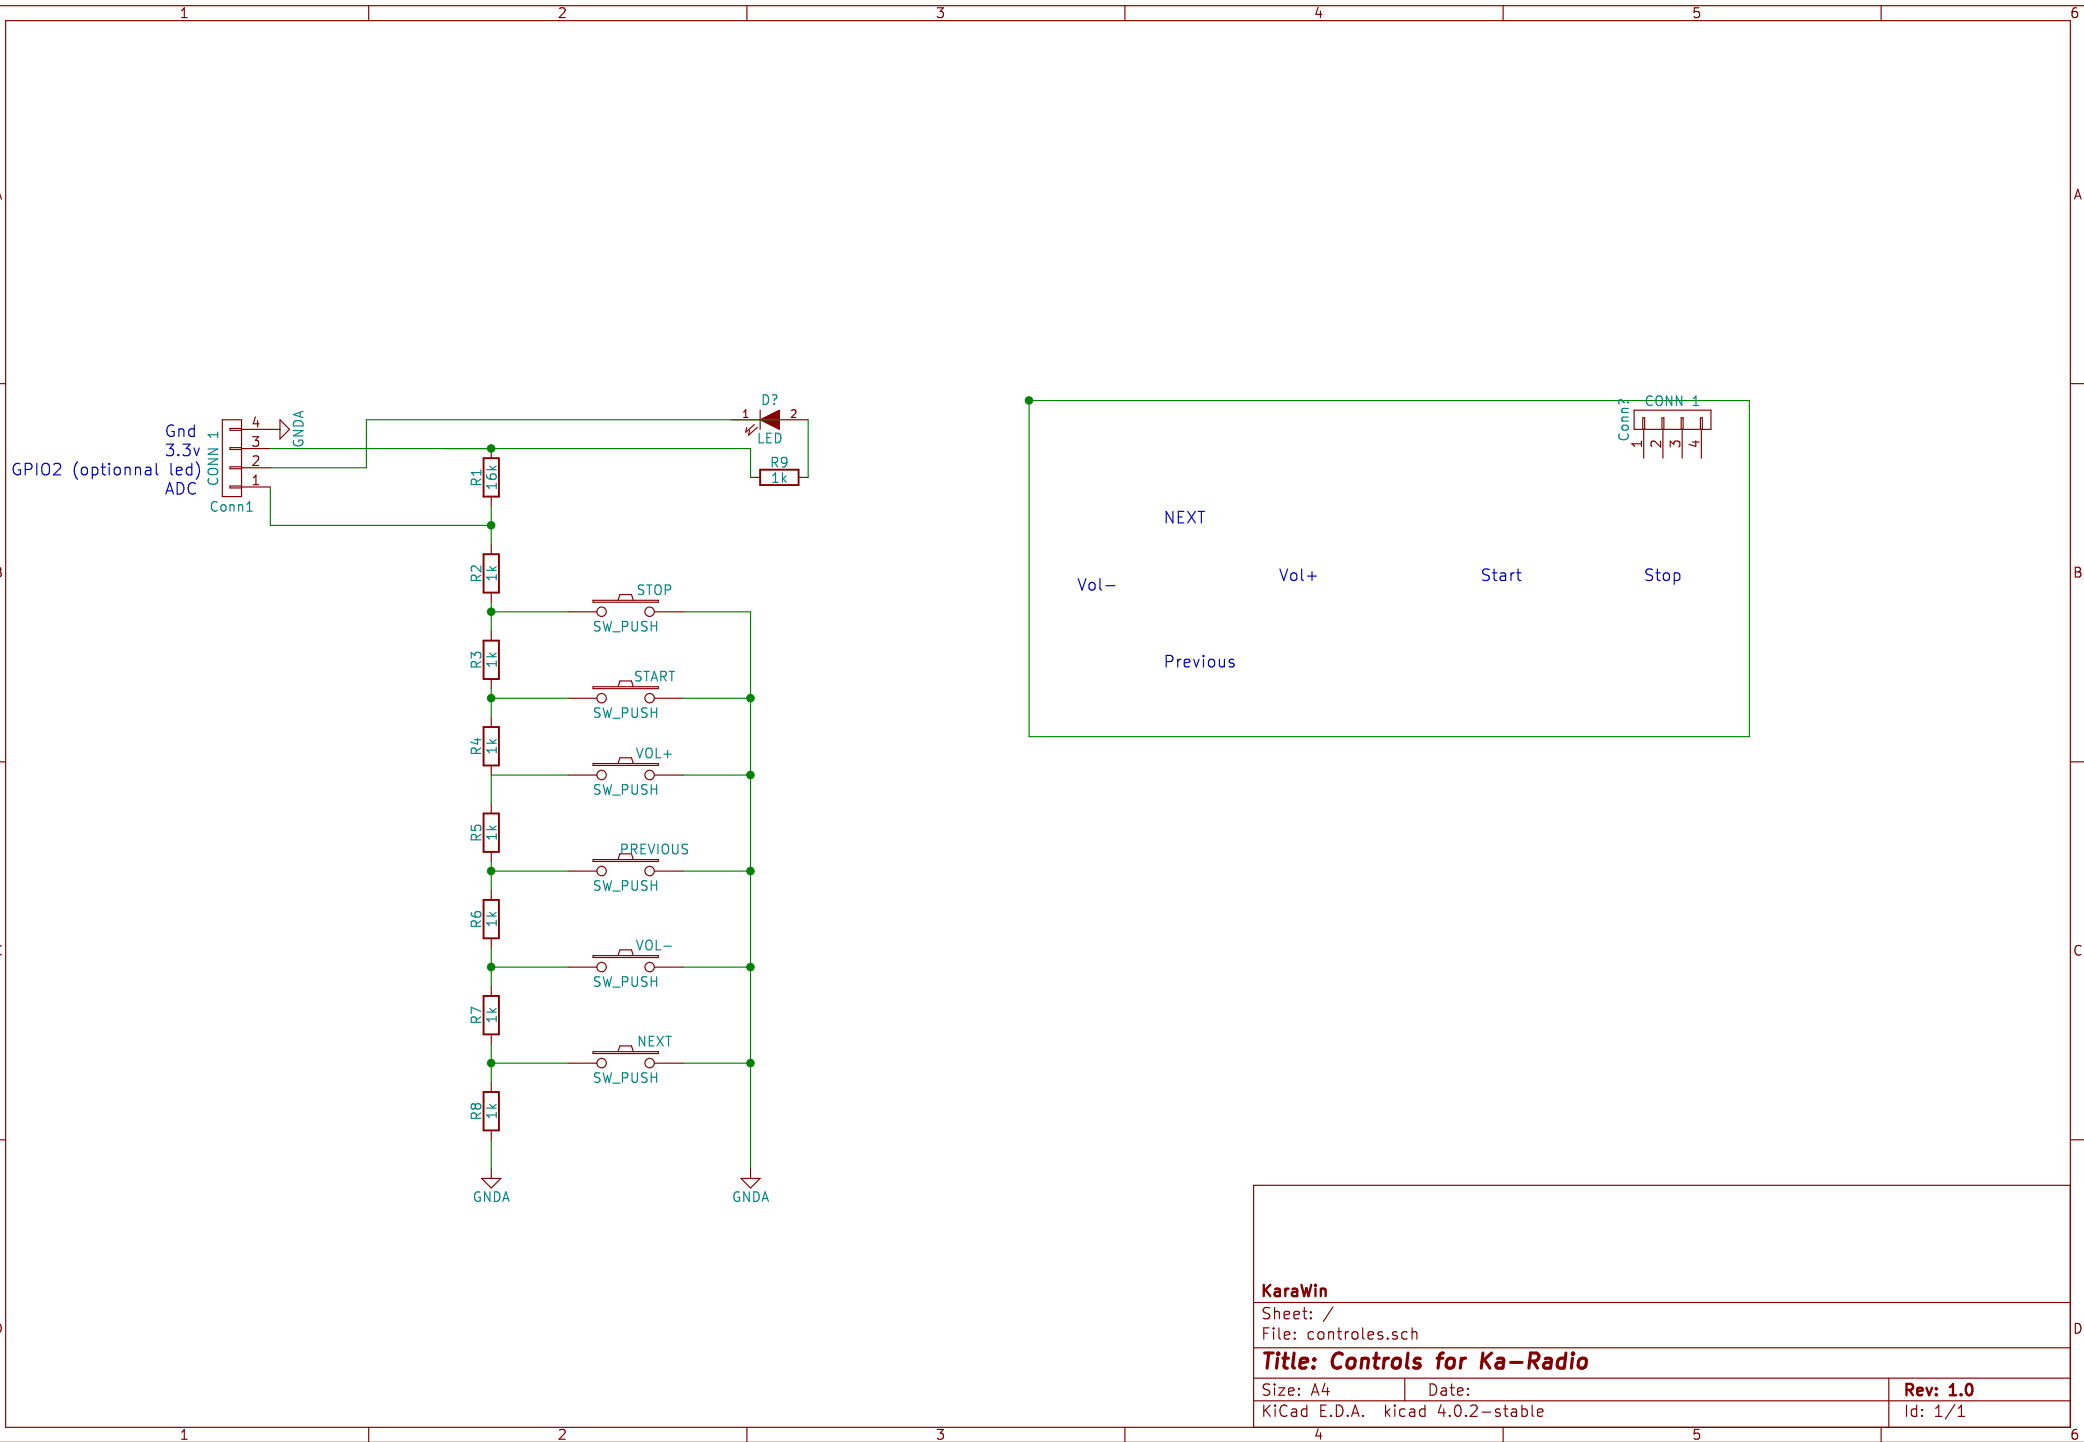 1 2 3 4 5 6
A A
Gnd
3.3v
GPIO2 (optionnal led)
ADC
CONN 1
4
3
2
1
Conn1
GNDA
D?
1 2
LED
R9
1k
R1 16k
R2 1k
STOP
SW_PUSH
R3 1k
START
SW_PUSH
R4 1k
VOL+
SW_PUSH
R5 1k
PREVIOUS
SW_PUSH
R6 1k
VOL-
SW_PUSH
R7 1k
NEXT
SW_PUSH
R8 1k
GNDA GNDA
CONN 1
Conn?
1 2 3 4
NEXT
Vol- Vol+ Start Stop
Previous
B
C
D
KaraWin
Sheet: /
File: controles.sch
Title: Controls for Ka-Radio
Size: A4 Date: Rev: 1.0
KiCad E.D.A. kicad 4.0.2-stable Id: 1/1
1 2 3 4 5 6